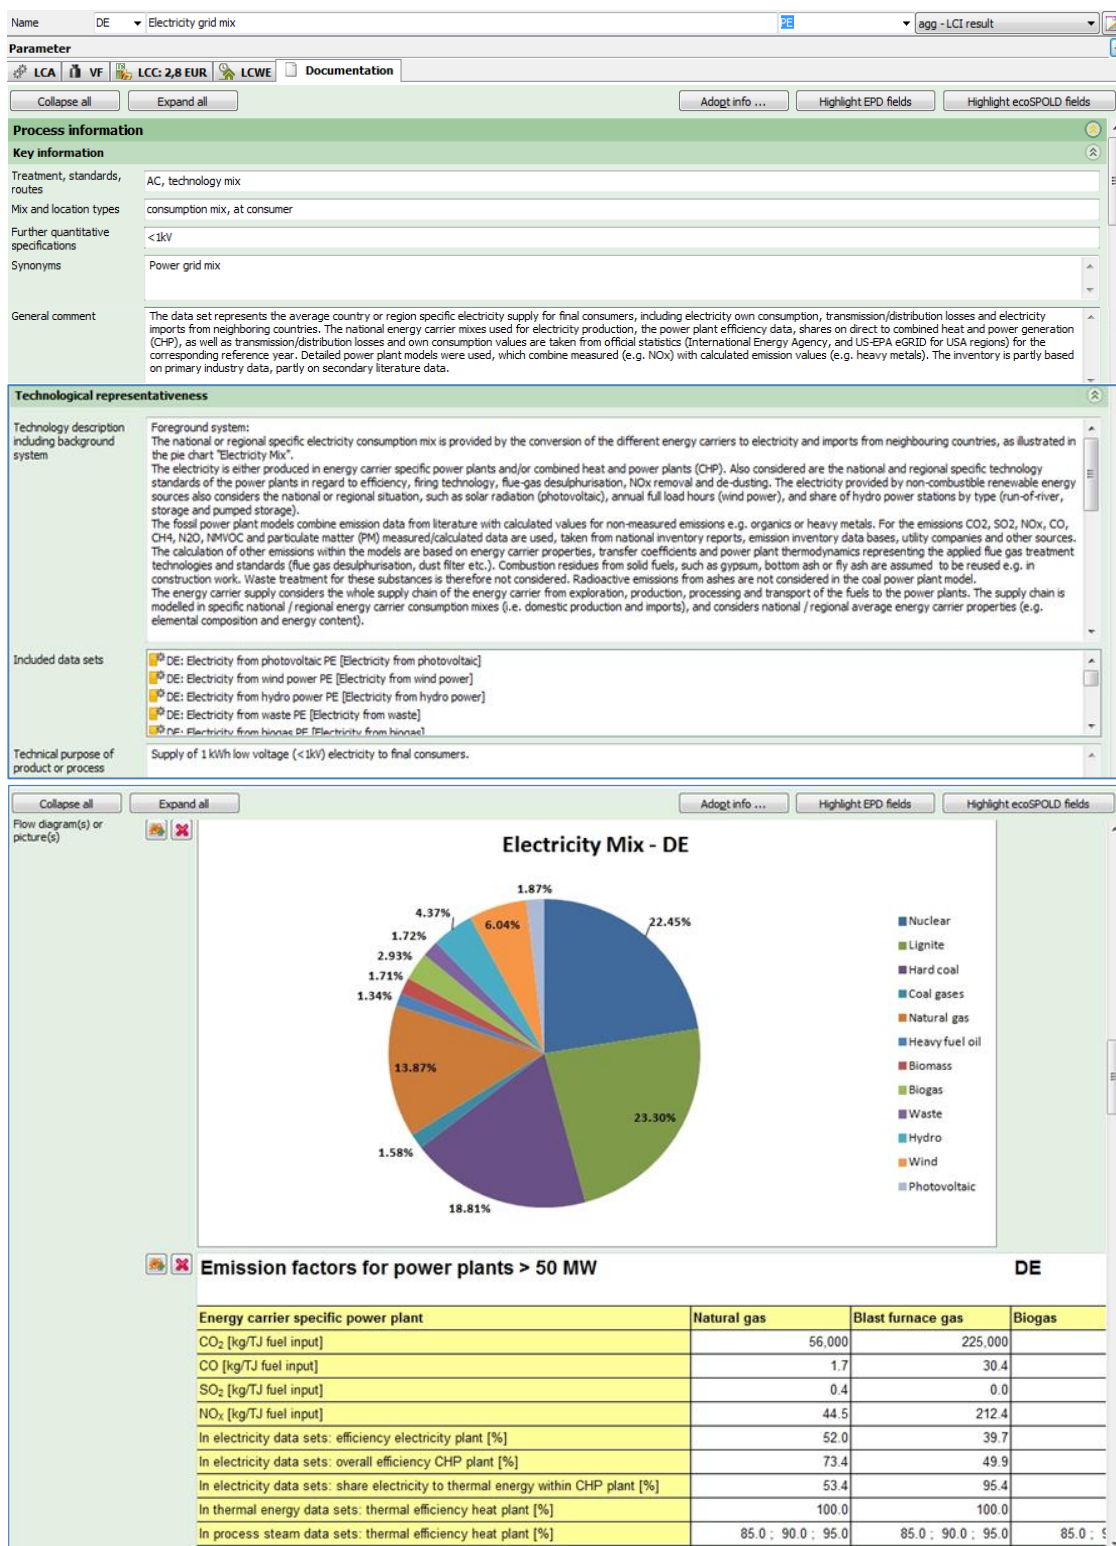 Name DE Electricity grid mix PE agg - LCI result
Parameter
LCA VF LCC: 2,8 EUR LCWE Documentation
Collapse all Expand all Adopt info ... Highlight EPD fields Highlight ecoSPOLD fields
Process information
Key information
Treatment, standards, routes AC, technology mix
Mix and location types consumption mix, at consumer
Further quantitative specifications <1kV
Synonyms Power grid mix
General comment The data set represents the average country or region specific electricity supply for final consumers, including electricity own consumption, transmission/distribution losses and electricity
imports from neighboring countries. The national energy carrier mixes used for electricity production, the power plant efficiency data, shares on direct to combined heat and power generation
(CHP), as well as transmission/distribution losses and own consumption values are taken from official statistics (International Energy Agency, and US-EPA eGRID for USA regions) for the
corresponding reference year. Detailed power plant models were used, which combine measured (e.g. NOx) with calculated emission values (e.g. heavy metals). The inventory is partly based
on primary industry data, partly on secondary literature data.
Technological representativeness
Technology description including background system
Foreground system:
The national or regional specific electricity consumption mix is provided by the conversion of the different energy carriers to electricity and imports from neighbouring countries, as illustrated in
the pie chart "Electricity Mix".
The electricity is either produced in energy carrier specific power plants and/or combined heat and power plants (CHP). Also considered are the national and regional specific technology
standards of the power plants in regard to efficiency, firing technology, flue-gas desulphurisation, NOx removal and de-dusting. The electricity provided by non-combustible renewable energy
sources also considers the national or regional situation, such as solar radiation (photovoltaic), annual full load hours (wind power), and share of hydro power stations by type (run-of-river,
storage and pumped storage).
The fossil power plant models combine emission data from literature with calculated values for non-measured emissions e.g. organics or heavy metals. For the emissions CO2, SO2, NOx, CO,
CH4, N2O, NMVOC and particulate matter (PM) measured/calculated data are used, taken from national inventory reports, emission inventory data bases, utility companies and other sources.
The calculation of other emissions within the models are based on energy carrier properties, transfer coefficients and power plant thermodynamics representing the applied flue gas treatment
technologies and standards (flue gas desulphurisation, dust filter etc.). Combustion residues from solid fuels, such as gypsum, bottom ash or fly ash are assumed to be reused e.g. in
construction work. Waste treatment for these substances is therefore not considered. Radioactive emissions from ashes are not considered in the coal power plant model.
The energy carrier supply considers the whole supply chain of the energy carrier from exploration, production, processing and transport of the fuels to the power plants. The supply chain is
modelled in specific national / regional energy carrier consumption mixes (i.e. domestic production and imports), and considers national / regional average energy carrier properties (e.g.
elemental composition and energy content).
Included data sets
DE: Electricity from photovoltaic PE [Electricity from photovoltaic]
DE: Electricity from wind power PE [Electricity from wind power]
DE: Electricity from hydro power PE [Electricity from hydro power]
DE: Electricity from waste PE [Electricity from waste]
DE: Electricity from biogas PE [Electricity from biogas]
Technical purpose of product or process Supply of 1 kWh low voltage (<1kV) electricity to final consumers.
Collapse all Expand all Adopt info ... Highlight EPD fields Highlight ecoSPOLD fields
Flow diagram(s) or picture(s)
Electricity Mix - DE
1.87%
4.37%
6.04%
22.45%
1.72%
2.93%
1.71%
1.34%
13.87%
23.30%
1.58%
18.81%
Nuclear
Lignite
Hard coal
Coal gases
Natural gas
Heavy fuel oil
Biomass
Biogas
Waste
Hydro
Wind
Photovoltaic
Emission factors for power plants > 50 MW DE
Energy carrier specific power plant Natural gas Blast furnace gas Biogas
CO₂ [kg/TJ fuel input] 56,000 225,000
CO [kg/TJ fuel input] 1.7 30.4
SO₂ [kg/TJ fuel input] 0.4 0.0
NOₓ [kg/TJ fuel input] 44.5 212.4
In electricity data sets: efficiency electricity plant [%] 52.0 39.7
In electricity data sets: overall efficiency CHP plant [%] 73.4 49.9
In electricity data sets: share electricity to thermal energy within CHP plant [%] 53.4 95.4
In thermal energy data sets: thermal efficiency heat plant [%] 100.0 100.0
In process steam data sets: thermal efficiency heat plant [%] 85.0 ; 90.0 ; 95.0 85.0 ; 90.0 ; 95.0 85.0 ;